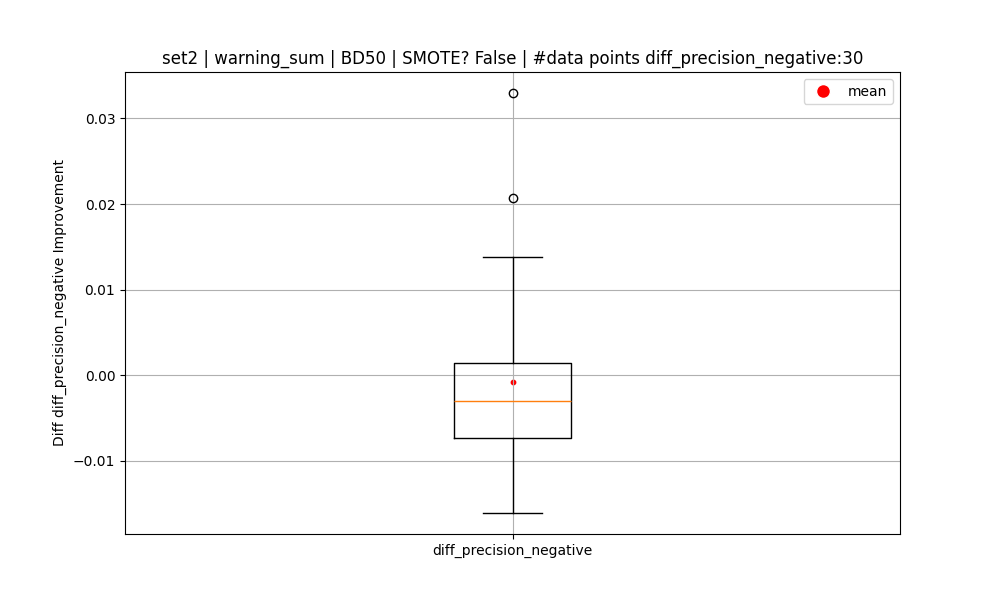 set2 | warning_sum | BD50 | SMOTE? False | #data points diff_precision_negative:30
mean
0.03
0.02
0.01
0.00
−0.01
Diff diff_precision_negative Improvement
diff_precision_negative